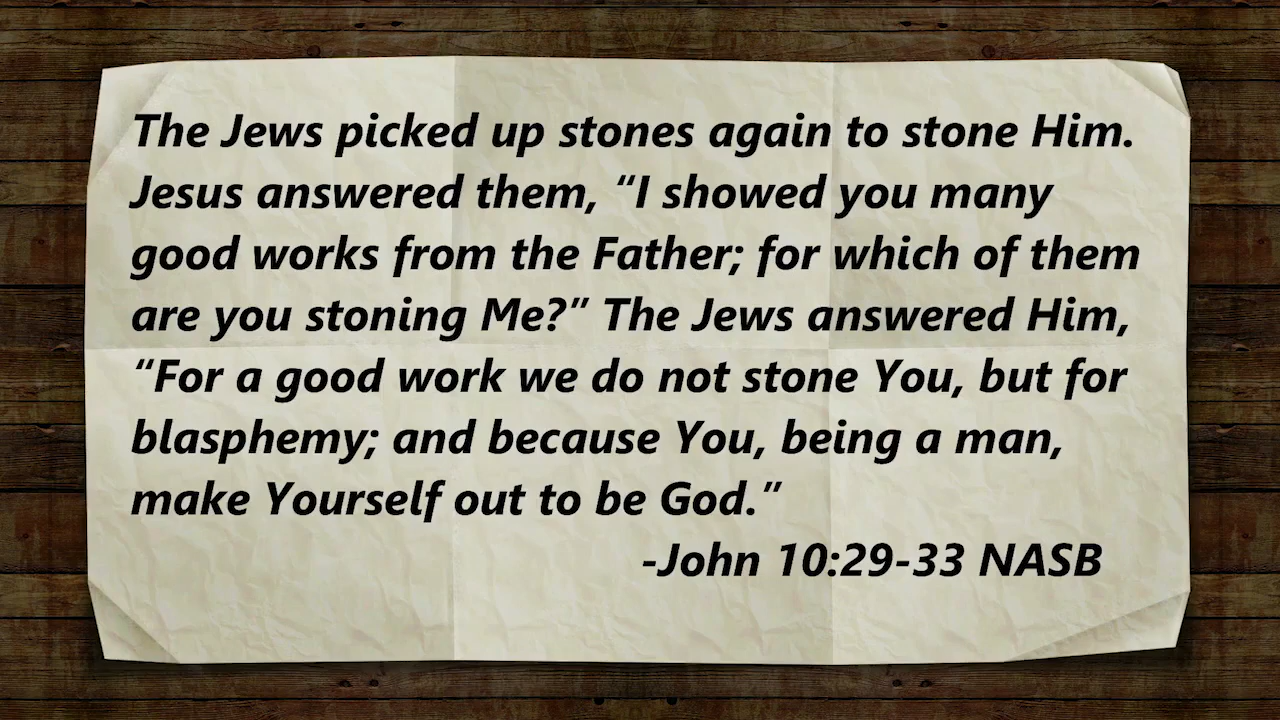 The Jews picked up stones again to stone Him.
Jesus answered them, “I showed you many
good works from the Father; for which of them
are you stoning Me?” The Jews answered Him,
“For a good work we do not stone You, but for
blasphemy; and because You, being a man,
make Yourself out to be God.”
-John 10:29-33 NASB